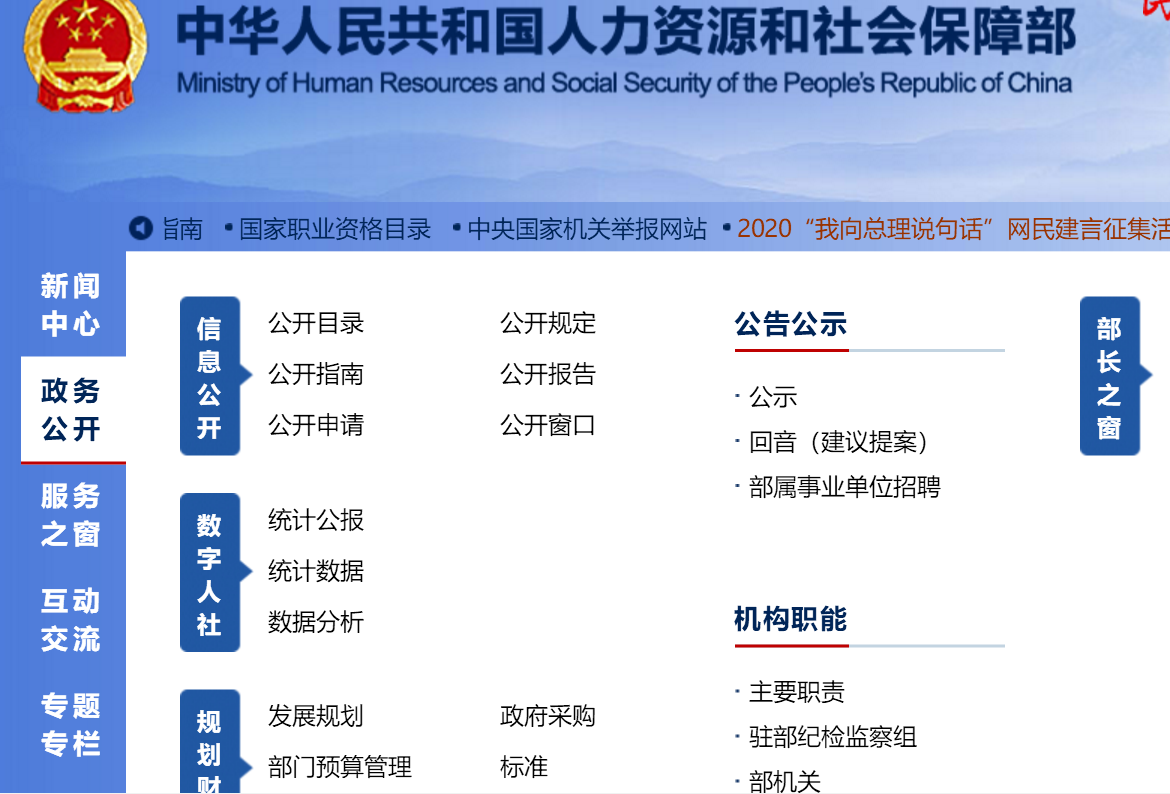 中华人民共和国人力资源和社会保障部
Ministry of Human Resources and Social Security of the People's Republic of China
指南 国家职业资格目录 中央国家机关举报网站 2020“我向总理说句话”网民建言征集活
新闻
中心
政务
公开
服务
之窗
互动
交流
专题
专栏
信息公开
公开目录 公开规定
公开指南 公开报告
公开申请 公开窗口
数字人社
统计公报
统计数据
数据分析
规划财
发展规划 政府采购
部门预算管理 标准
公告公示
公示
回音（建议提案）
部属事业单位招聘
机构职能
主要职责
驻部纪检监察组
部机关
部长之窗